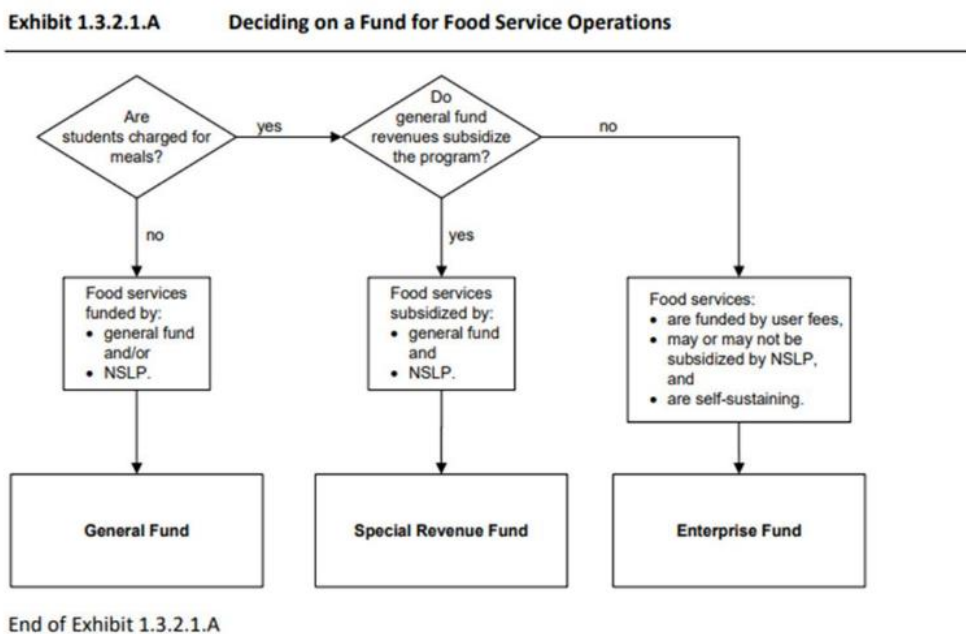 Exhibit 1.3.2.1.A Deciding on a Fund for Food Service Operations
Are
students charged for
meals?
yes
Do
general fund
revenues subsidize
the program?
no
no
yes
Food services
funded by:
• general fund
and/or
• NSLP.
Food services
subsidized by:
• general fund
and
• NSLP.
Food services:
• are funded by user fees,
• may or may not be
subsidized by NSLP,
and
• are self-sustaining.
General Fund
Special Revenue Fund
Enterprise Fund
End of Exhibit 1.3.2.1.A